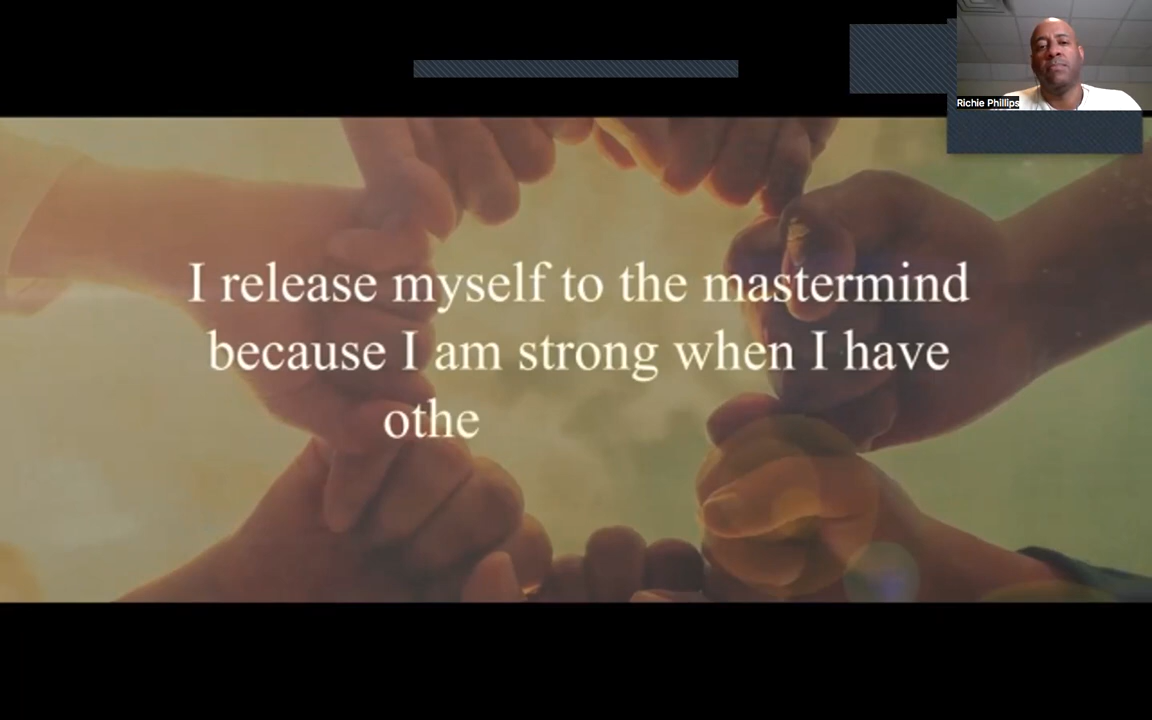 Richie Phillips
I release myself to the mastermind
because I am strong when I have
othe